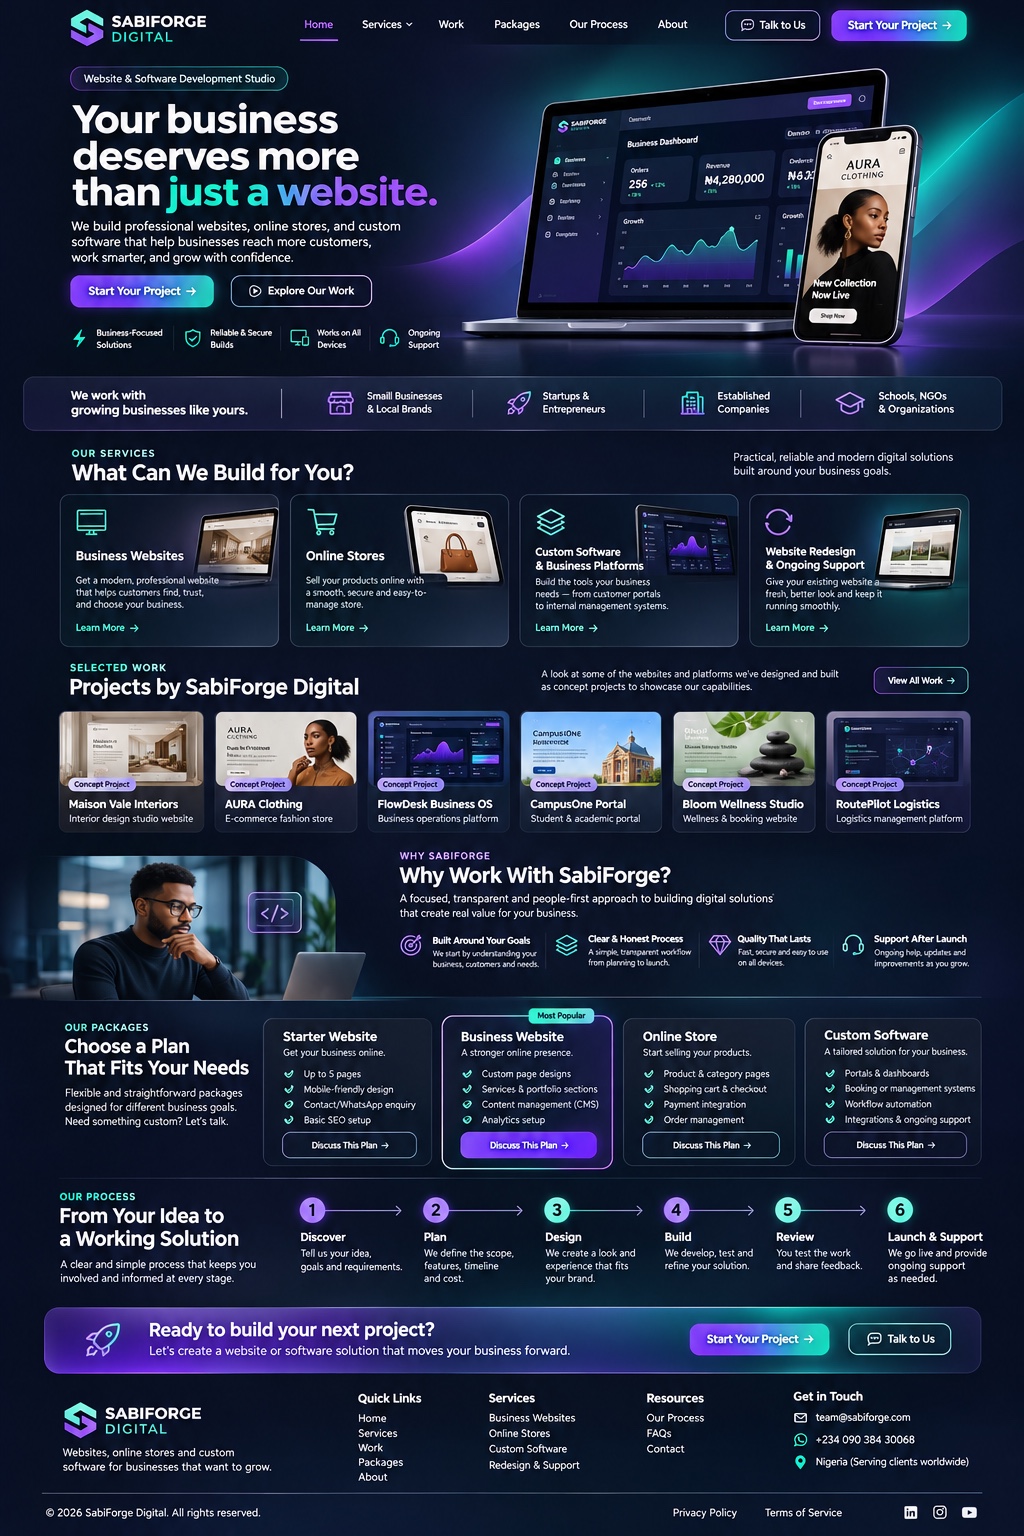 SABIFORGE
DIGITAL
Home
Services
Work
Packages
Our Process
About
Talk to Us
Start Your Project →
Website & Software Development Studio
Your business
deserves more
than just a website.
We build professional websites, online stores, and custom
software that help businesses reach more customers,
work smarter, and grow with confidence.
Start Your Project →
Explore Our Work
Business-Focused
Solutions
Reliable & Secure
Builds
Works on All
Devices
Ongoing
Support
SABIFORGE
Business Dashboard
Orders
256
Revenue
₦4,280,000
Growth
Growth
AURA
CLOTHING
New Collection
Now Live
Shop Now
We work with
growing businesses like yours.
Small Businesses
& Local Brands
Startups &
Entrepreneurs
Established
Companies
Schools, NGOs
& Organizations
OUR SERVICES
What Can We Build for You?
Practical, reliable and modern digital solutions
built around your business goals.
Business Websites
Get a modern, professional website
that helps customers find, trust,
and choose your business.
Learn More →
Online Stores
Sell your products online with
a smooth, secure and easy-to-
manage store.
Learn More →
Custom Software
& Business Platforms
Build the tools your business
needs — from customer portals
to internal management systems.
Learn More →
Website Redesign
& Ongoing Support
Give your existing website a
fresh, better look and keep it
running smoothly.
Learn More →
SELECTED WORK
Projects by SabiForge Digital
A look at some of the websites and platforms we've designed and built
as concept projects to showcase our capabilities.
View All Work →
Concept Project
Maison Vale Interiors
Interior design studio website
AURA
CLOTHING
Concept Project
AURA Clothing
E-commerce fashion store
Concept Project
FlowDesk Business OS
Business operations platform
Concept Project
CampusOne Portal
Student & academic portal
Concept Project
Bloom Wellness Studio
Wellness & booking website
Concept Project
RoutePilot Logistics
Logistics management platform
</>
WHY SABIFORGE
Why Work With SabiForge?
A focused, transparent and people-first approach to building digital solutions
that create real value for your business.
Built Around Your Goals
We start by understanding your
business, customers and needs.
Clear & Honest Process
A simple, transparent workflow
from planning to launch.
Quality That Lasts
Fast, secure and easy to use
on all devices.
Support After Launch
Ongoing help, updates and
improvements as you grow.
OUR PACKAGES
Choose a Plan
That Fits Your Needs
Flexible and straightforward packages
designed for different business goals.
Need something custom? Let's talk.
Starter Website
Get your business online.
Up to 5 pages
Mobile-friendly design
Contact/WhatsApp enquiry
Basic SEO setup
Discuss This Plan →
Most Popular
Business Website
A stronger online presence.
Custom page designs
Services & portfolio sections
Content management (CMS)
Analytics setup
Discuss This Plan →
Online Store
Start selling your products.
Product & category pages
Shopping cart & checkout
Payment integration
Order management
Discuss This Plan →
Custom Software
A tailored solution for your business.
Portals & dashboards
Booking or management systems
Workflow automation
Integrations & ongoing support
Discuss This Plan →
OUR PROCESS
From Your Idea to
a Working Solution
A clear and simple process that keeps you
involved and informed at every stage.
1
Discover
Tell us your idea,
goals and requirements.
2
Plan
We define the scope,
features, timeline
and cost.
3
Design
We create a look and
experience that fits
your brand.
4
Build
We develop, test and
refine your solution.
5
Review
You test the work
and share feedback.
6
Launch & Support
We go live and provide
ongoing support
as needed.
Ready to build your next project?
Let's create a website or software solution that moves your business forward.
Start Your Project →
Talk to Us
SABIFORGE
DIGITAL
Websites, online stores and custom
software for businesses that want to grow.
Quick Links
Home
Services
Work
Packages
About
Services
Business Websites
Online Stores
Custom Software
Redesign & Support
Resources
Our Process
FAQs
Contact
Get in Touch
team@sabiforge.com
+234 090 384 30068
Nigeria (Serving clients worldwide)
© 2026 SabiForge Digital. All rights reserved.
Privacy Policy
Terms of Service